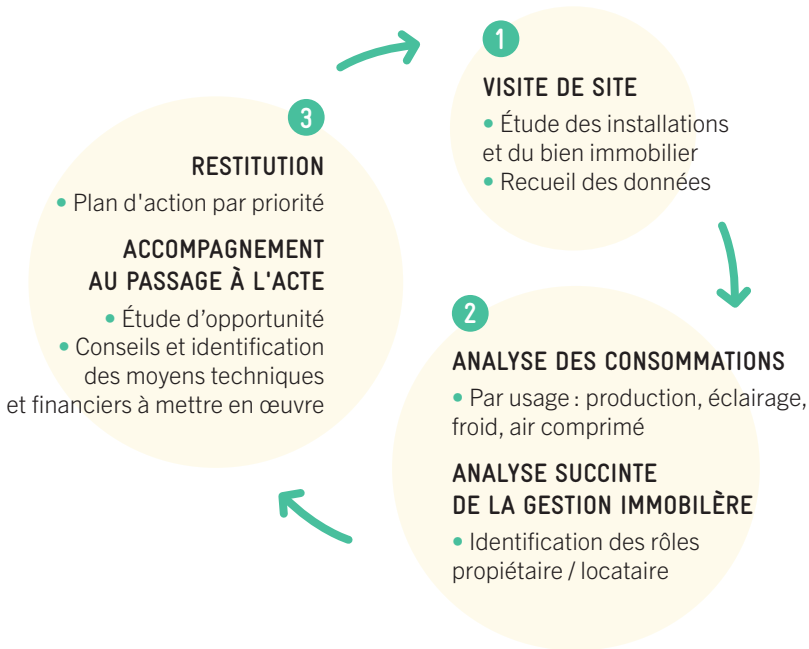 1
VISITE DE SITE
• Étude des installations
et du bien immobilier
• Recueil des données
2
ANALYSE DES CONSOMMATIONS
• Par usage : production, éclairage,
froid, air comprimé
ANALYSE SUCCINTE
DE LA GESTION IMMOBILÈRE
• Identification des rôles
propiétaire / locataire
3
RESTITUTION
• Plan d'action par priorité
ACCOMPAGNEMENT
AU PASSAGE À L'ACTE
• Étude d’opportunité
• Conseils et identification
des moyens techniques
et financiers à mettre en œuvre